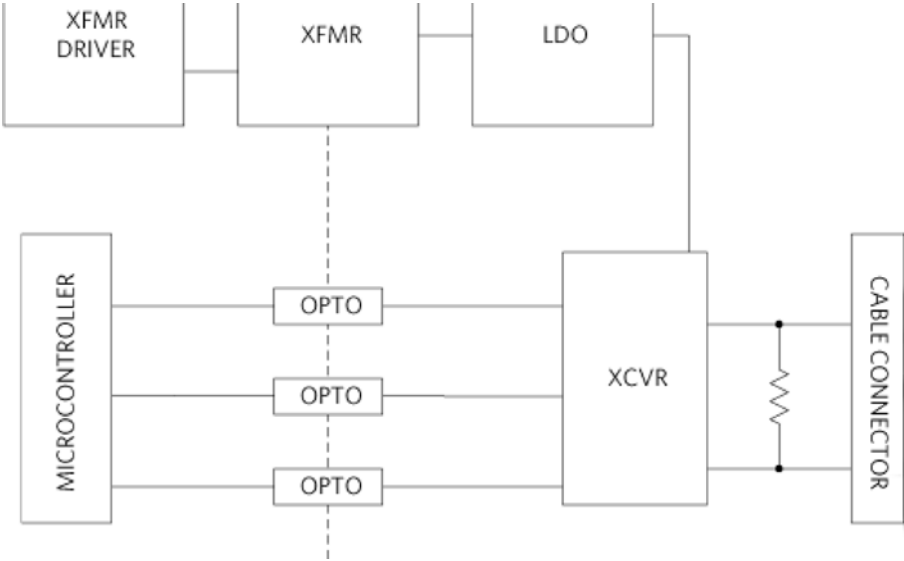 XFMR
DRIVER
XFMR
LDO
MICROCONTROLLER
OPTO
OPTO
OPTO
XCVR
CABLE CONNECTOR